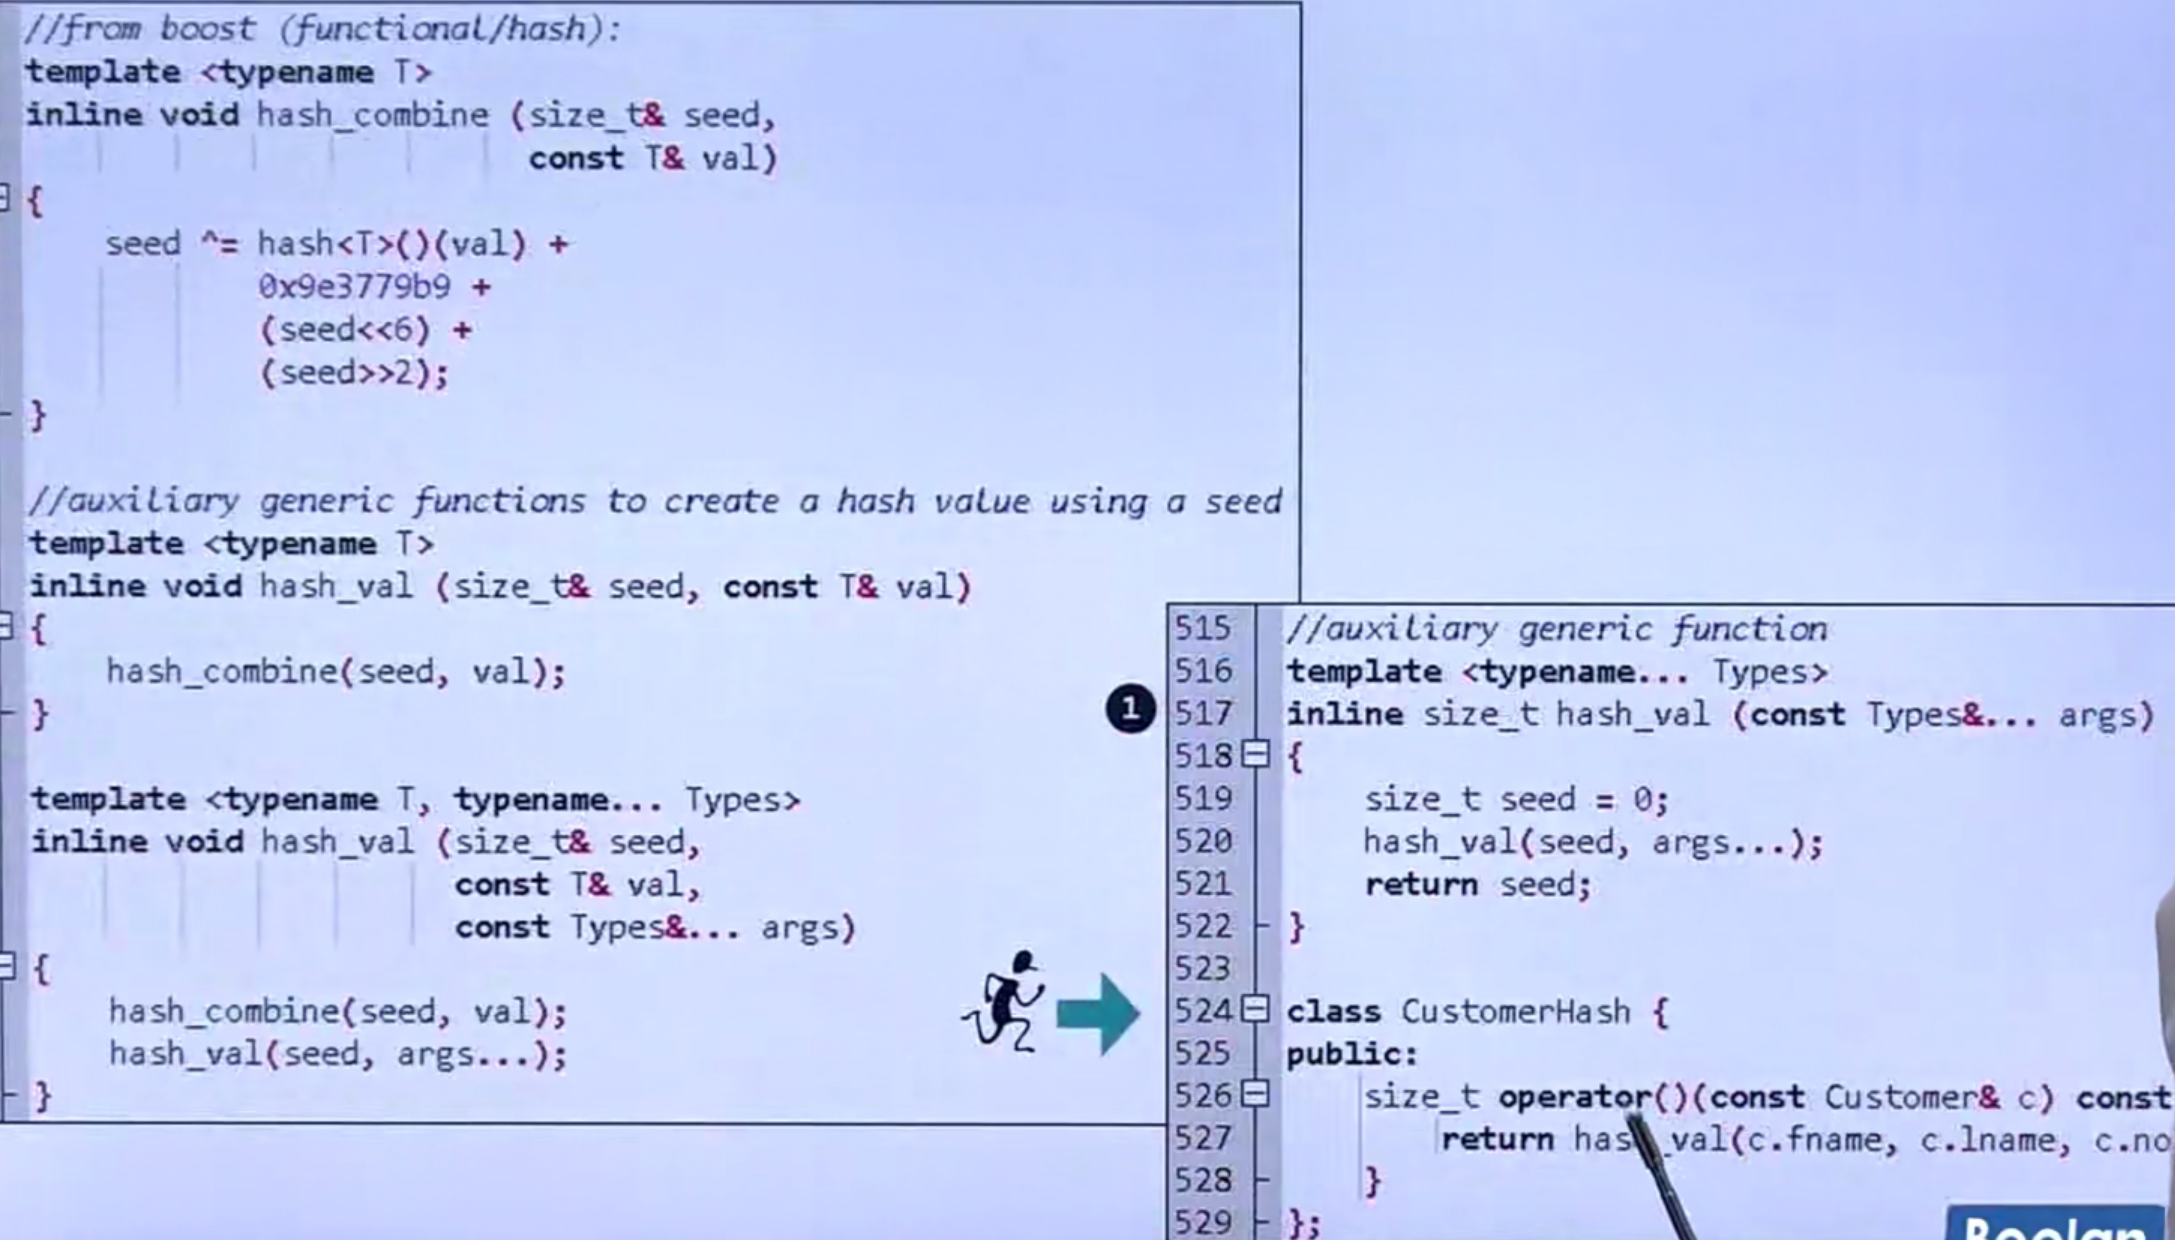 //from boost (functional/hash):
template <typename T>
inline void hash_combine (size_t& seed,
const T& val)
{
seed ^= hash<T>()(val) +
0x9e3779b9 +
(seed<<6) +
(seed>>2);
}
//auxiliary generic functions to create a hash value using a seed
template <typename T>
inline void hash_val (size_t& seed, const T& val)
{
hash_combine(seed, val);
}
template <typename T, typename... Types>
inline void hash_val (size_t& seed,
const T& val,
const Types&... args)
{
hash_combine(seed, val);
hash_val(seed, args...);
}
1
515 //auxiliary generic function
516 template <typename... Types>
517 inline size_t hash_val (const Types&... args)
518 {
519 size_t seed = 0;
520 hash_val(seed, args...);
521 return seed;
522 }
523
524 class CustomerHash {
525 public:
526 size_t operator()(const Customer& c) const
527 return has _val(c.fname, c.lname, c.no
528 }
529 };
Boolan